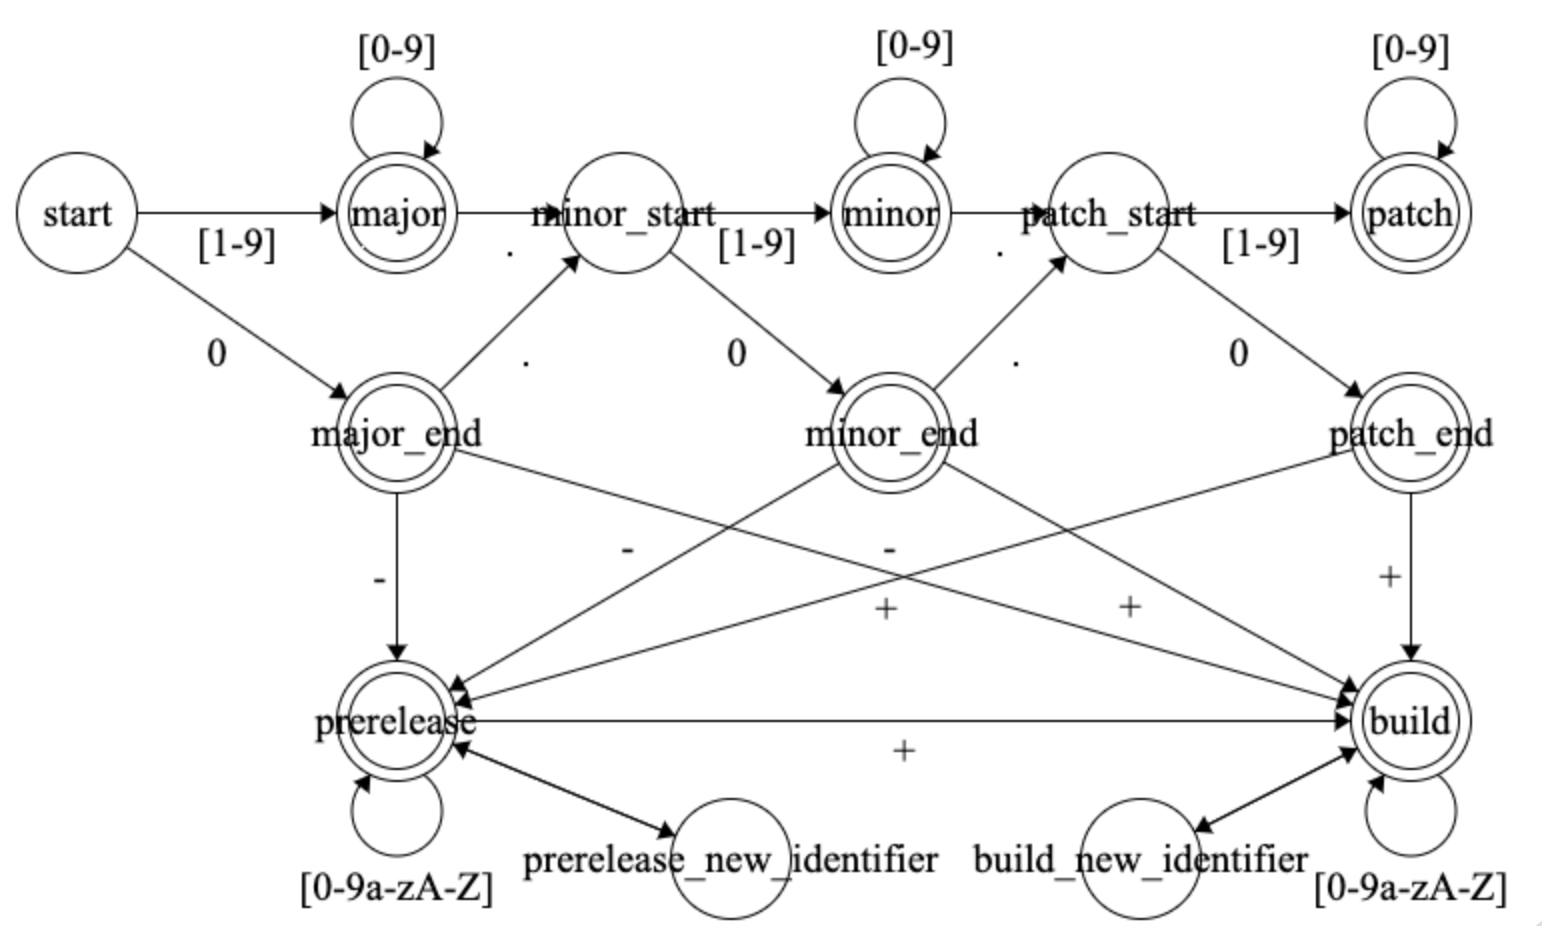 [0-9]
[0-9]
[0-9]
start
major
minor_start
minor
patch_start
patch
[1-9]
.
[1-9]
.
[1-9]
0
.
0
.
0
major_end
minor_end
patch_end
-
-
-
+
+
+
prerelease
build
+
prerelease_new_identifier
build_new_identifier
[0-9a-zA-Z]
[0-9a-zA-Z]